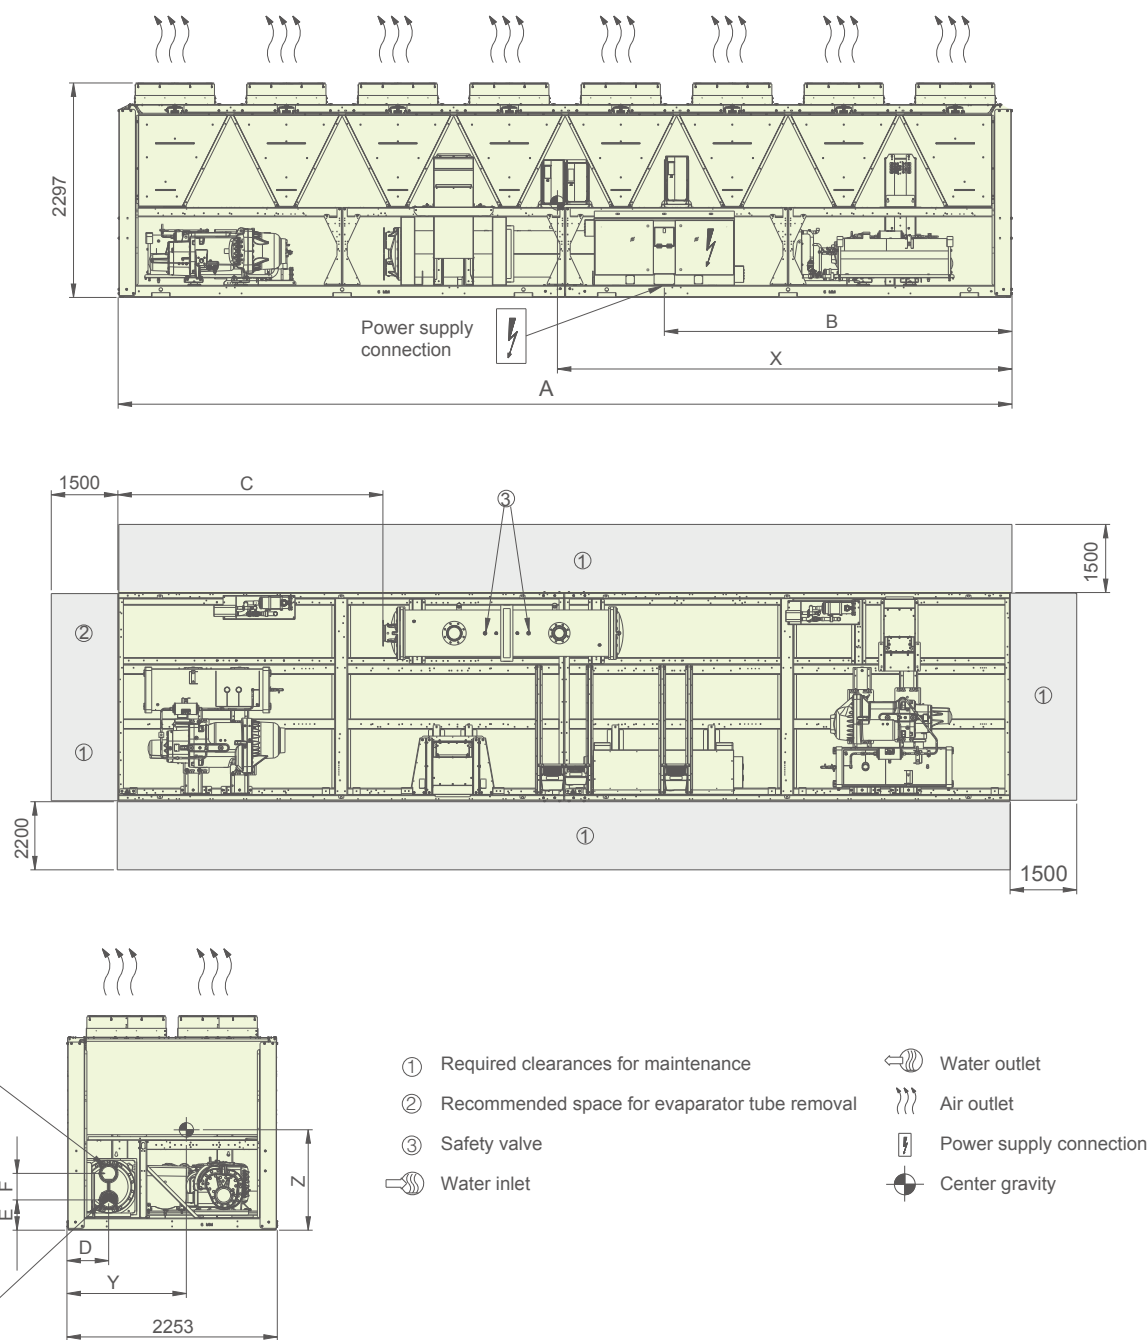 2297
Power supply
connection
B
X
A
1500
C
③
①
1500
②
①
①
2200
①
1500
F
E
Z
D
Y
2253
① Required clearances for maintenance
② Recommended space for evaparator tube removal
③ Safety valve
Water inlet
Water outlet
Air outlet
Power supply connection
Center gravity